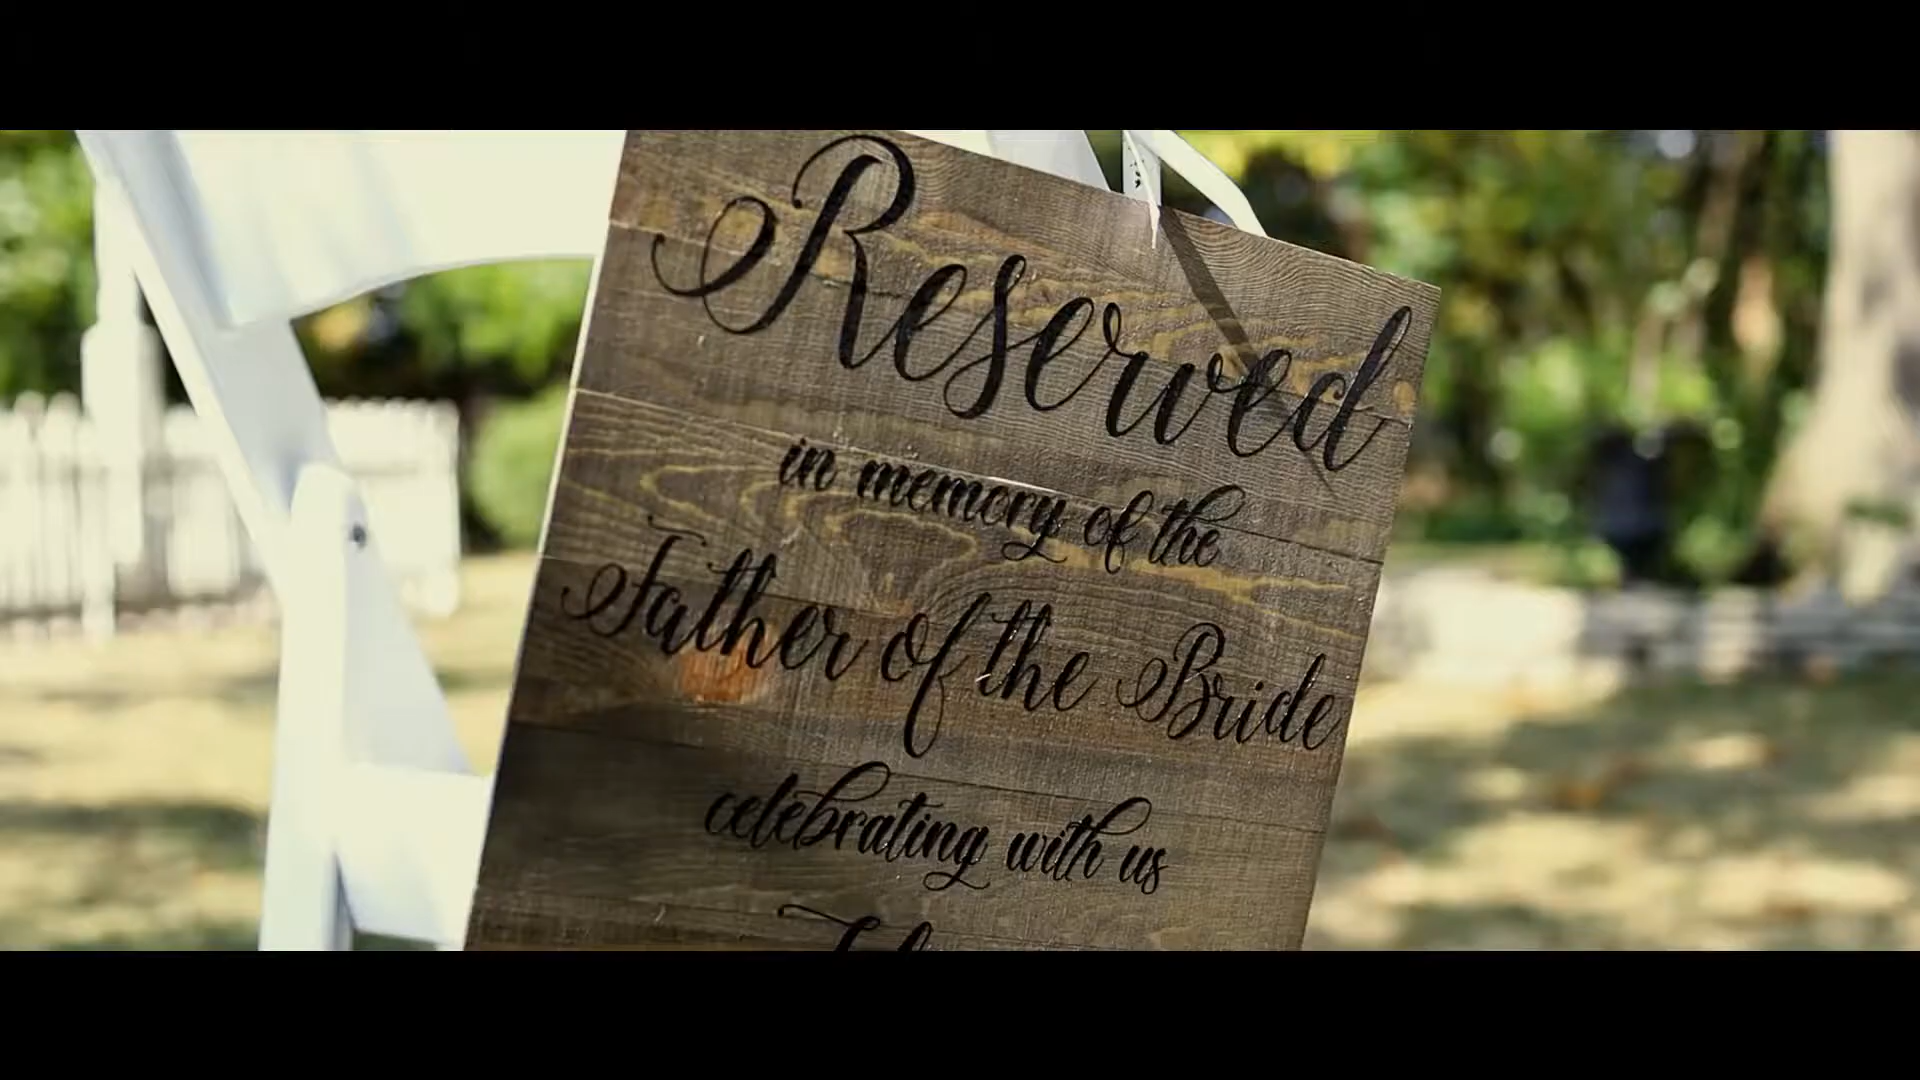 Reserved
in memory of the
Father of the Bride
celebrating with us